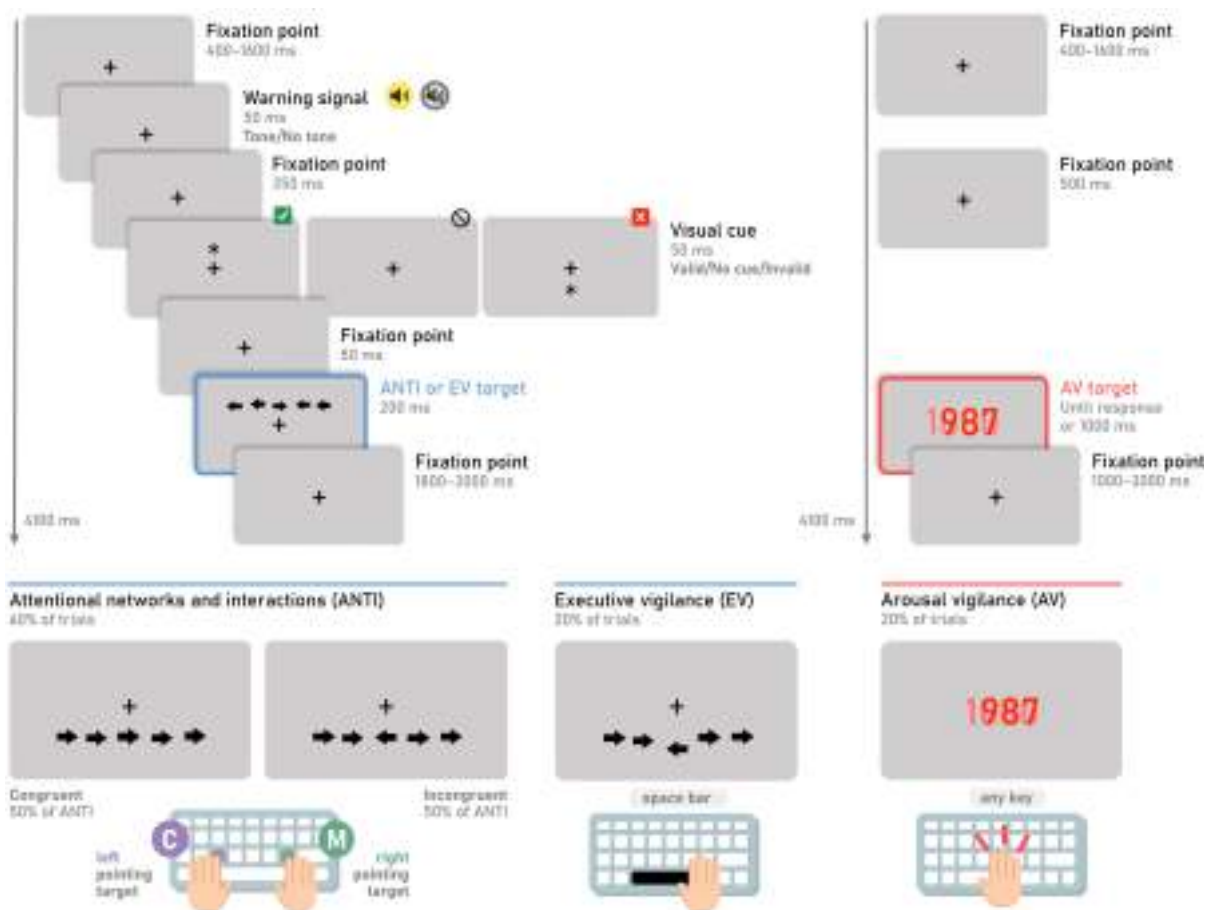 Fixation point
400–1600 ms
Warning signal
50 ms
Tone/No tone
Fixation point
350 ms
Visual cue
50 ms
Valid/No cue/Invalid
Fixation point
50 ms
ANTI or EV target
200 ms
Fixation point
1800–3000 ms
4100 ms
Fixation point
400–1600 ms
Fixation point
500 ms
AV target
Until response
or 1000 ms
1987
Fixation point
1000–3000 ms
4100 ms
Attentional networks and interactions (ANTI)
60% of trials
Congruent
50% of ANTI
Incongruent
50% of ANTI
C
left
pointing
target
M
right
pointing
target
Executive vigilance (EV)
20% of trials
space bar
Arousal vigilance (AV)
20% of trials
1987
any key